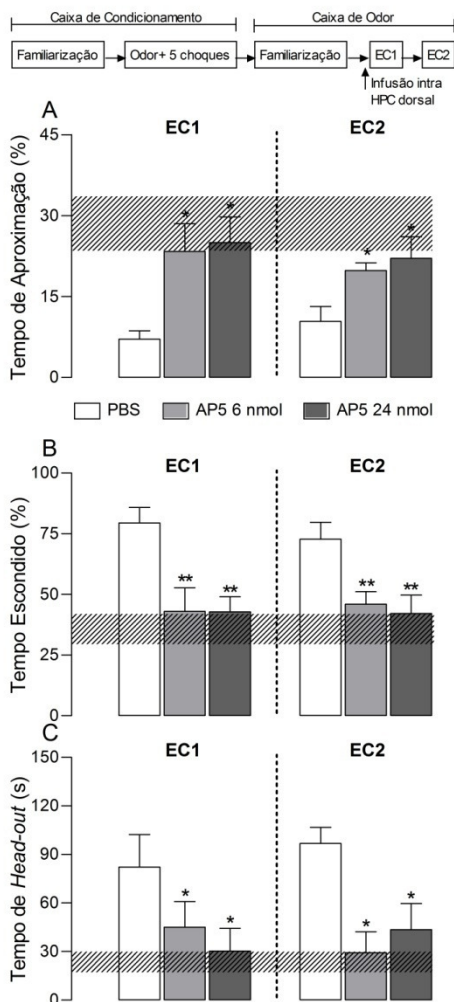 Caixa de Condicionamento Caixa de Odor
Familiarização Odor+ 5 choques Familiarização EC1 EC2
Infusão intra
HPC dorsal
A
EC1 EC2
Tempo de Aproximação (%)
45
30
15
0
* * * *
PBS AP5 6 nmol AP5 24 nmol
B
EC1 EC2
Tempo Escondido (%)
100
75
50
25
0
** ** ** **
C
EC1 EC2
Tempo de Head-out (s)
150
120
90
60
30
0
* * * *